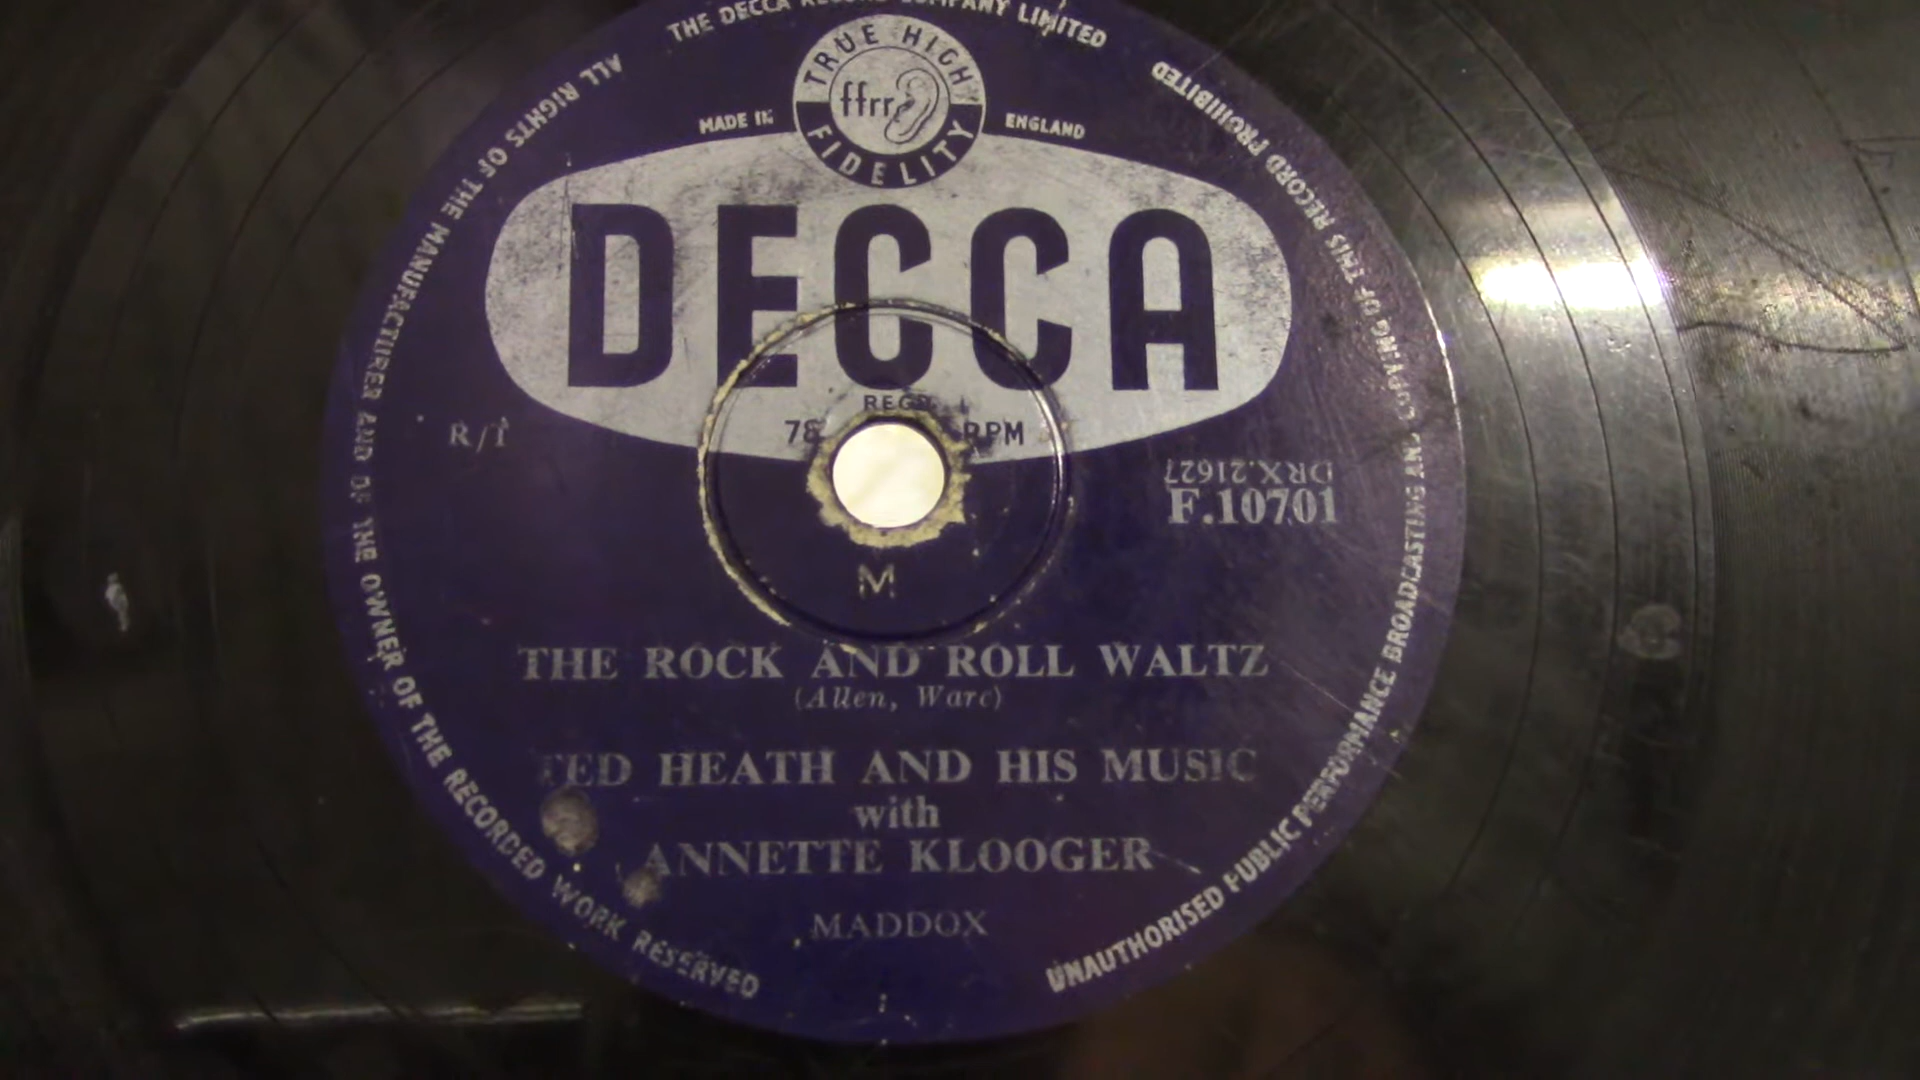 THE DECCA RECORD COMPANY LIMITED
TRUE HIGH
ffrr
FIDELITY
MADE IN ENGLAND
DECCA
REGD.
78 RPM
R/T
DRX.21627
F.10701
M
THE ROCK AND ROLL WALTZ
(Allen, Ware)
TED HEATH AND HIS MUSIC
with
ANNETTE KLOOGER
MADDOX
ALL RIGHTS OF THE MANUFACTURER AND OF THE OWNER OF THE RECORDED WORK RESERVED
UNAUTHORISED PUBLIC PERFORMANCE BROADCASTING AND COPYING OF THIS RECORD PROHIBITED